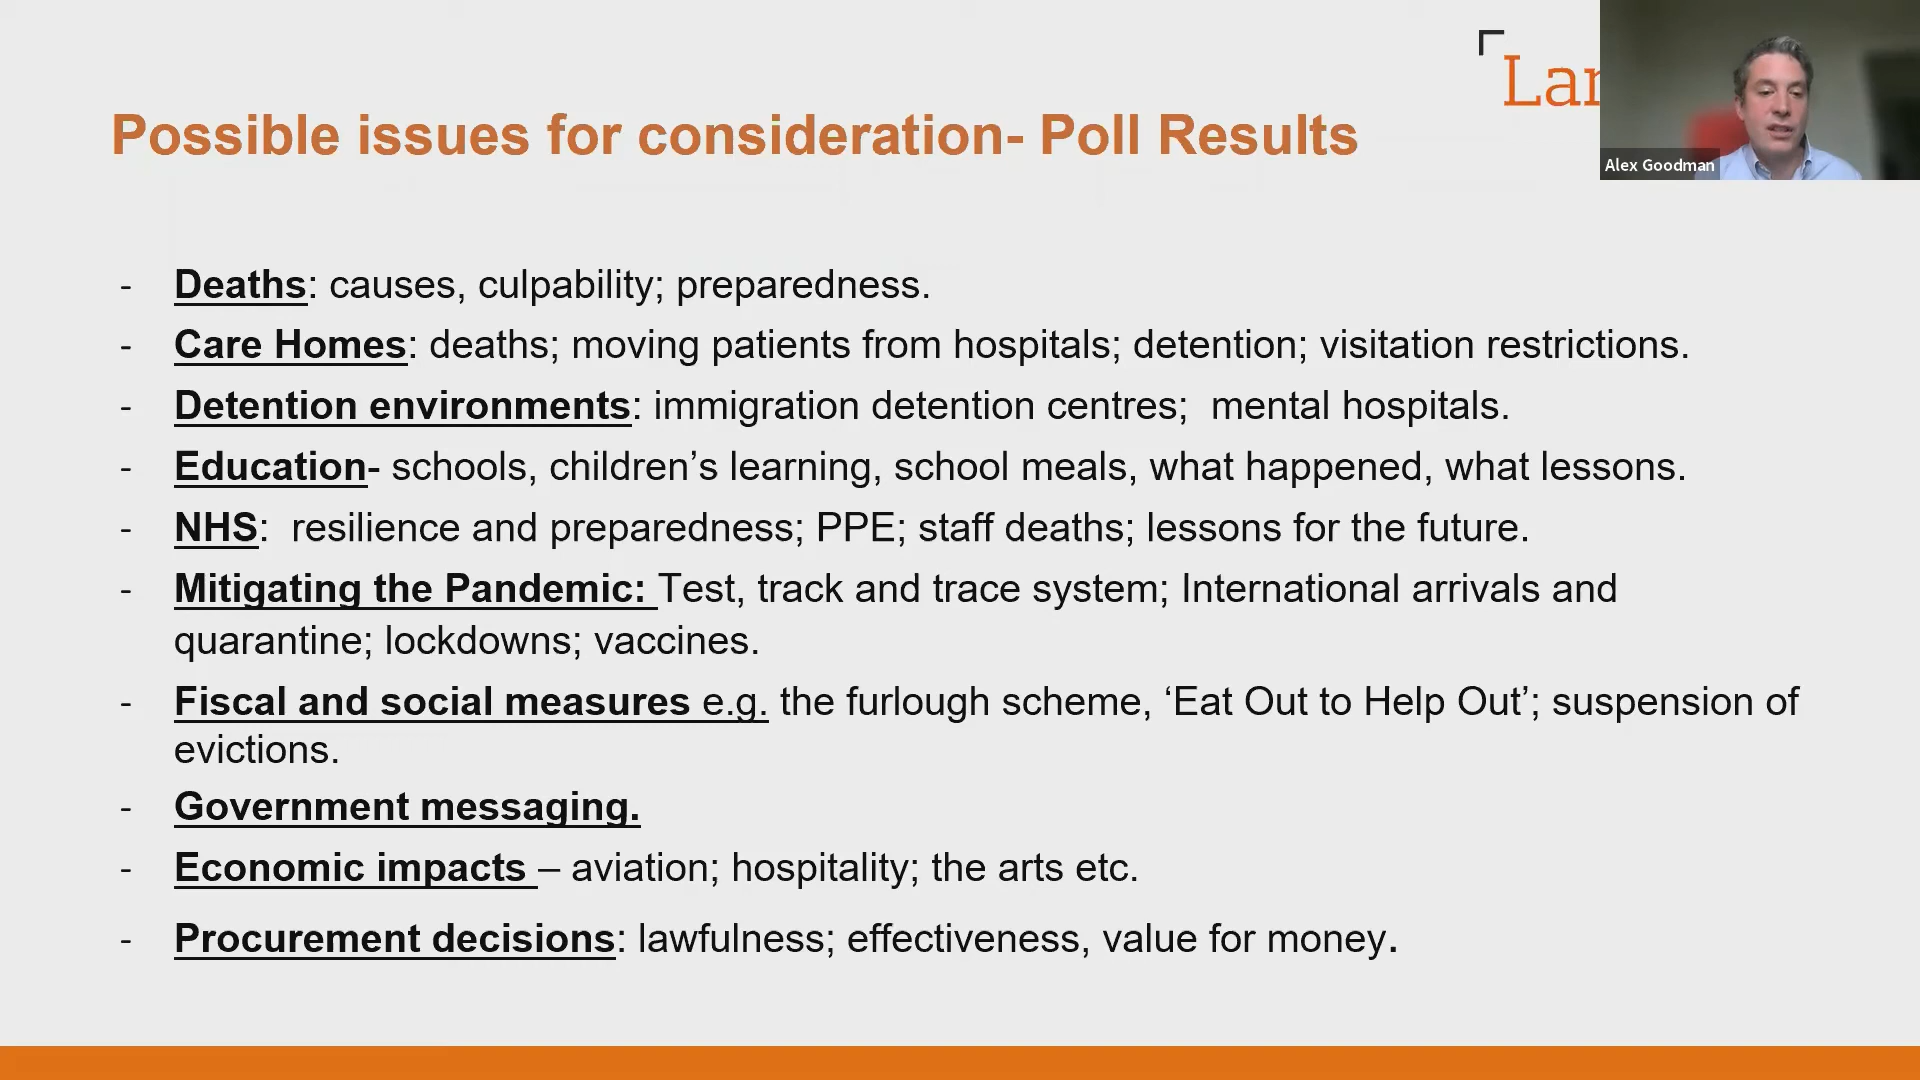 Lan
Alex Goodman
Possible issues for consideration- Poll Results
- Deaths: causes, culpability; preparedness.
- Care Homes: deaths; moving patients from hospitals; detention; visitation restrictions.
- Detention environments: immigration detention centres;  mental hospitals.
- Education- schools, children’s learning, school meals, what happened, what lessons.
- NHS:  resilience and preparedness; PPE; staff deaths; lessons for the future.
- Mitigating the Pandemic: Test, track and trace system; International arrivals and
quarantine; lockdowns; vaccines.
- Fiscal and social measures e.g. the furlough scheme, ‘Eat Out to Help Out’; suspension of
evictions.
- Government messaging.
- Economic impacts – aviation; hospitality; the arts etc.
- Procurement decisions: lawfulness; effectiveness, value for money.